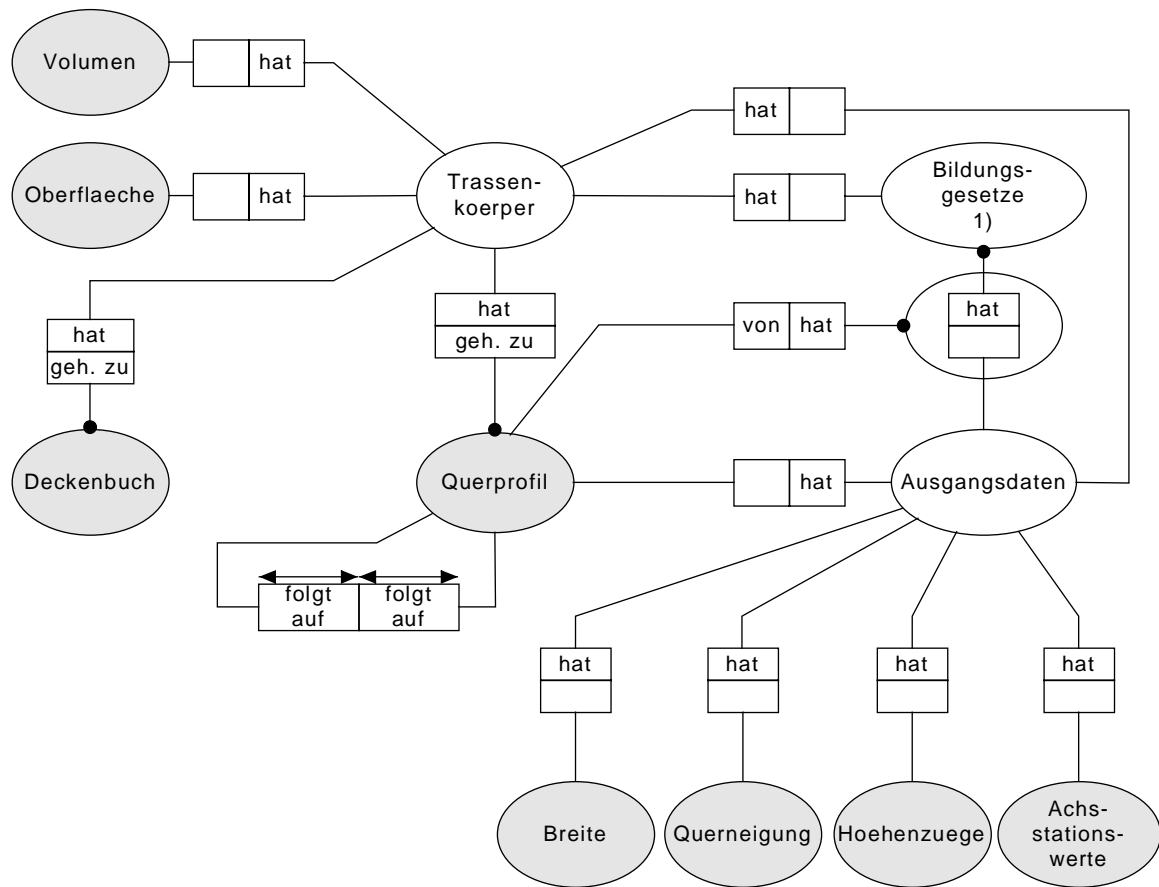 Volumen
hat
hat
Oberflaeche
hat
Trassen-
koerper
hat
Bildungs-
gesetze
1)
hat
geh. zu
hat
geh. zu
von hat
hat
Deckenbuch
Querprofil
hat
Ausgangsdaten
folgt
auf
folgt
auf
hat
hat
hat
hat
Breite
Querneigung
Hoehenzuege
Achs-
stations-
werte